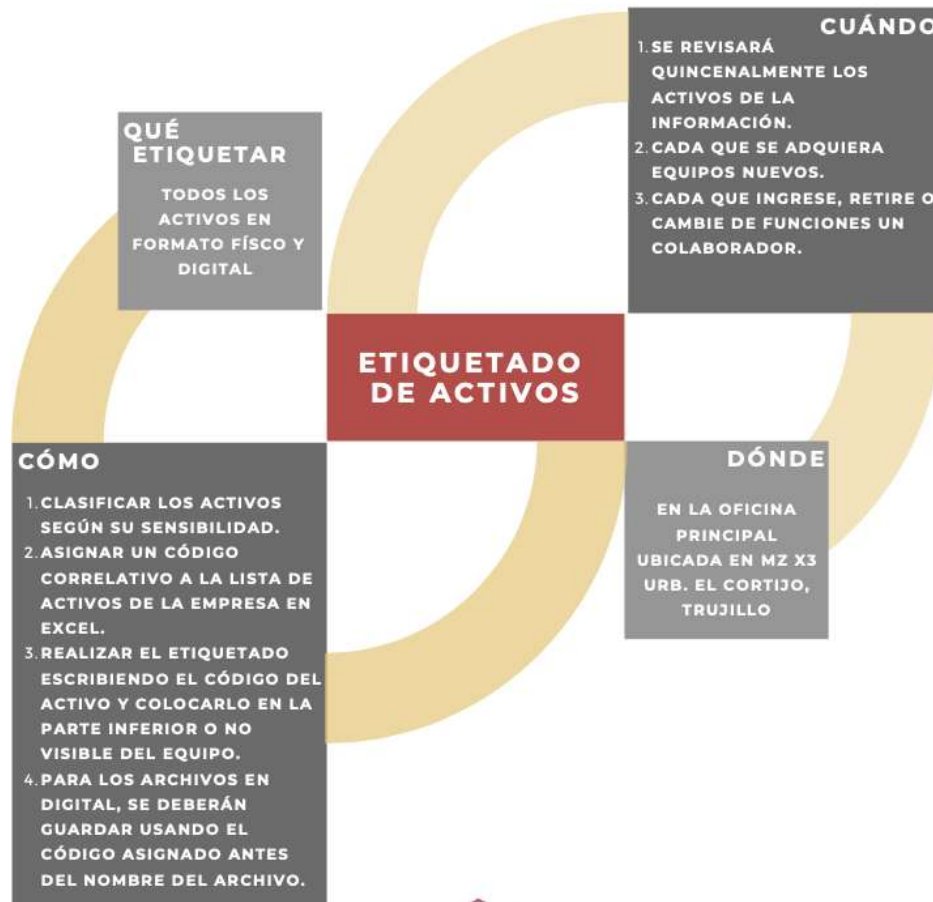 QUÉ
ETIQUETAR
TODOS LOS
ACTIVOS EN
FORMATO FÍSCO Y
DIGITAL
CUÁNDO
1. SE REVISARÁ
QUINCENALMENTE LOS
ACTIVOS DE LA
INFORMACIÓN.
2. CADA QUE SE ADQUIERA
EQUIPOS NUEVOS.
3. CADA QUE INGRESE, RETIRE O
CAMBIE DE FUNCIONES UN
COLABORADOR.
ETIQUETADO
DE ACTIVOS
CÓMO
1. CLASIFICAR LOS ACTIVOS
SEGÚN SU SENSIBILIDAD.
2. ASIGNAR UN CÓDIGO
CORRELATIVO A LA LISTA DE
ACTIVOS DE LA EMPRESA EN
EXCEL.
3. REALIZAR EL ETIQUETADO
ESCRIBIENDO EL CÓDIGO DEL
ACTIVO Y COLOCARLO EN LA
PARTE INFERIOR O NO
VISIBLE DEL EQUIPO.
4. PARA LOS ARCHIVOS EN
DIGITAL, SE DEBERÁN
GUARDAR USANDO EL
CÓDIGO ASIGNADO ANTES
DEL NOMBRE DEL ARCHIVO.
DÓNDE
EN LA OFICINA
PRINCIPAL
UBICADA EN MZ X3
URB. EL CORTIJO,
TRUJILLO